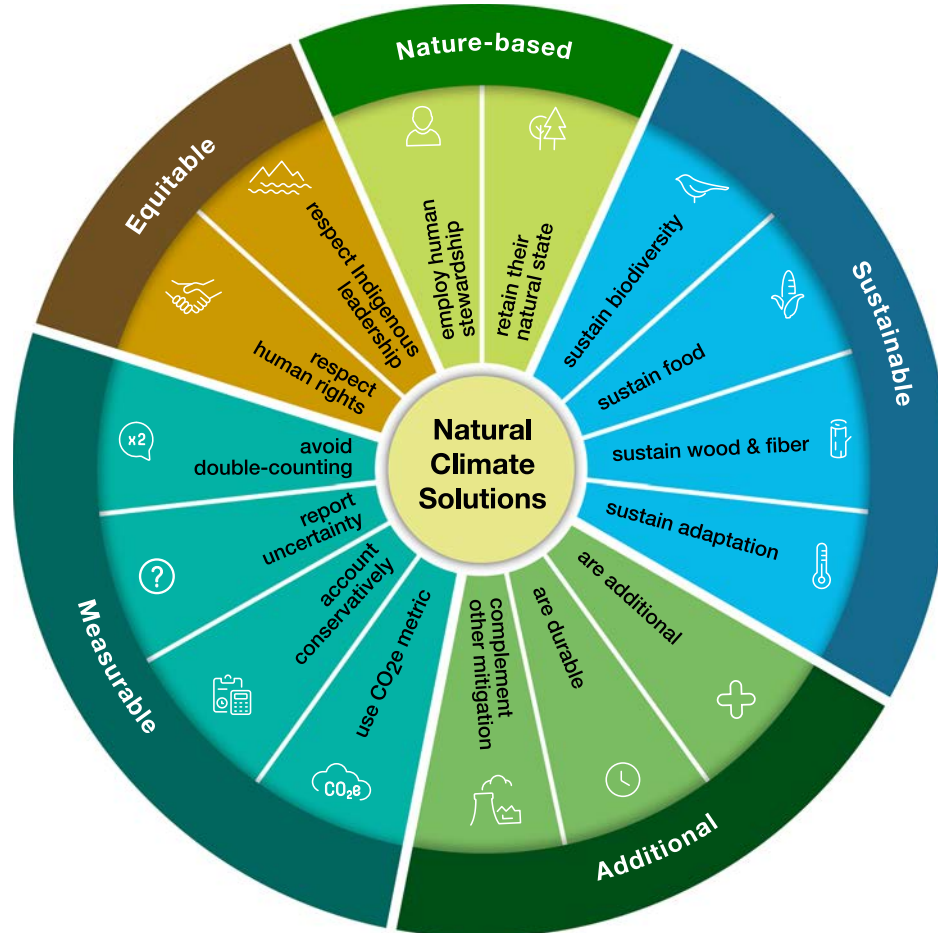 Nature-based
employ human
stewardship
retain their
natural state
Sustainable
sustain biodiversity
sustain food
sustain wood & fiber
sustain adaptation
Additional
are additional
are durable
complement
other mitigation
Measurable
use CO2e metric
CO₂e
account
conservatively
report
uncertainty
?
avoid
double-counting
x2
Equitable
respect
human rights
respect Indigenous
leadership
Natural
Climate
Solutions